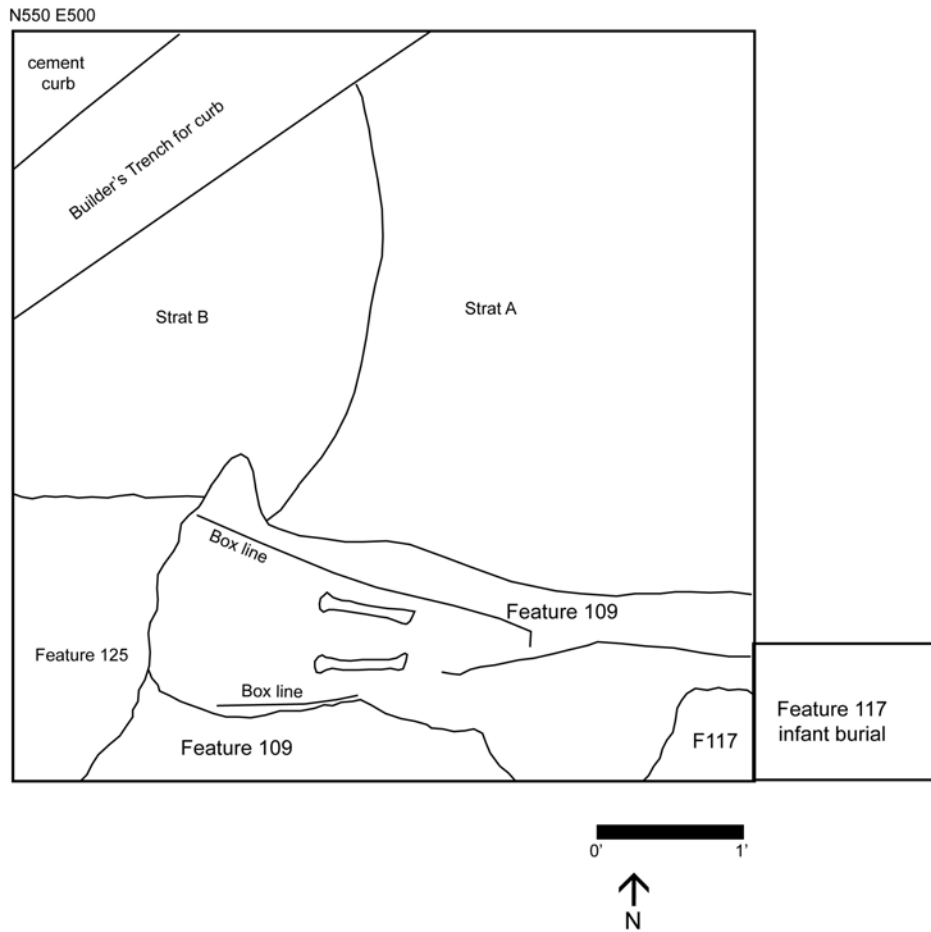 N550 E500
cement
curb
Builder's Trench for curb
Strat B
Strat A
Box line
Feature 109
Feature 125
Box line
Feature 109
F117
Feature 117
infant burial
0'
1'
N